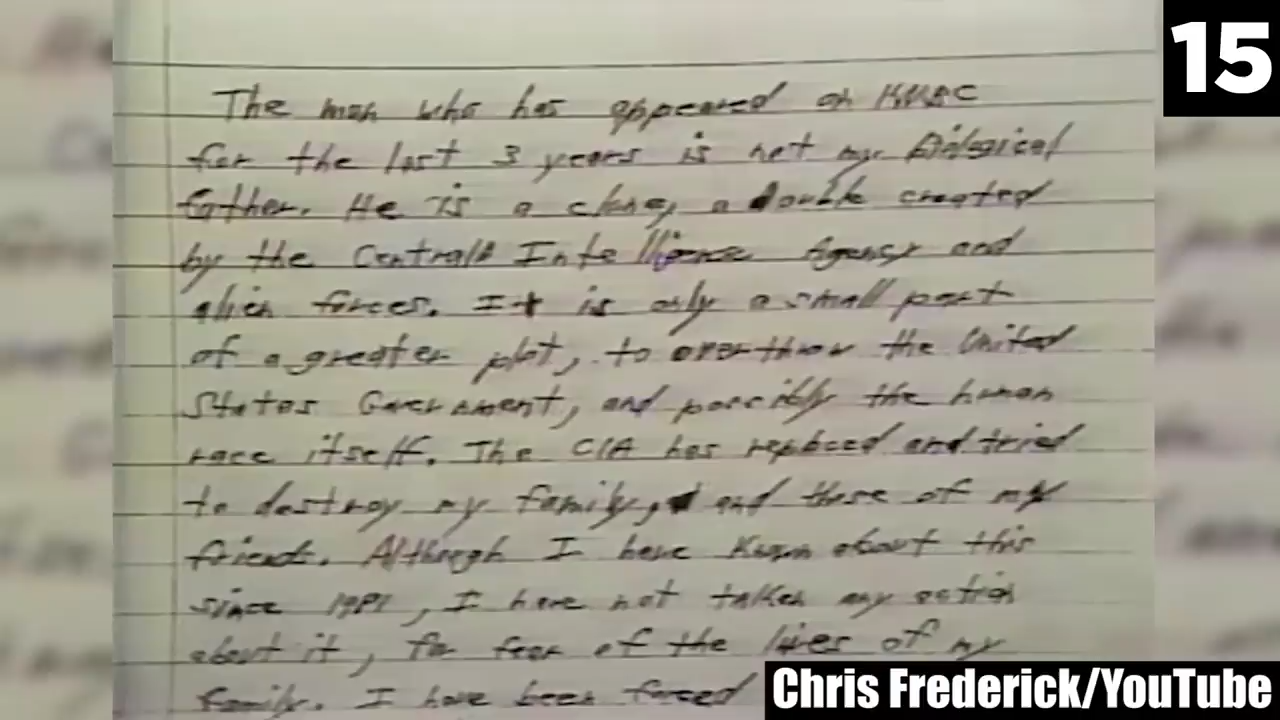 15
The man who has appeared on KNBC
for the last 3 years is not my biological
father. He is a clone, a double created
by the Central Intelligence Agency and
alien forces. It is only a small part
of a greater plot, to overthrow the United
States Government, and possibly the human
race itself. The CIA has replaced and tried
to destroy my family, and those of my
friends. Although I have known about this
since 1981, I have not taken any action
about it, for fear of the lives of my
family. I have been forced
Chris Frederick/YouTube